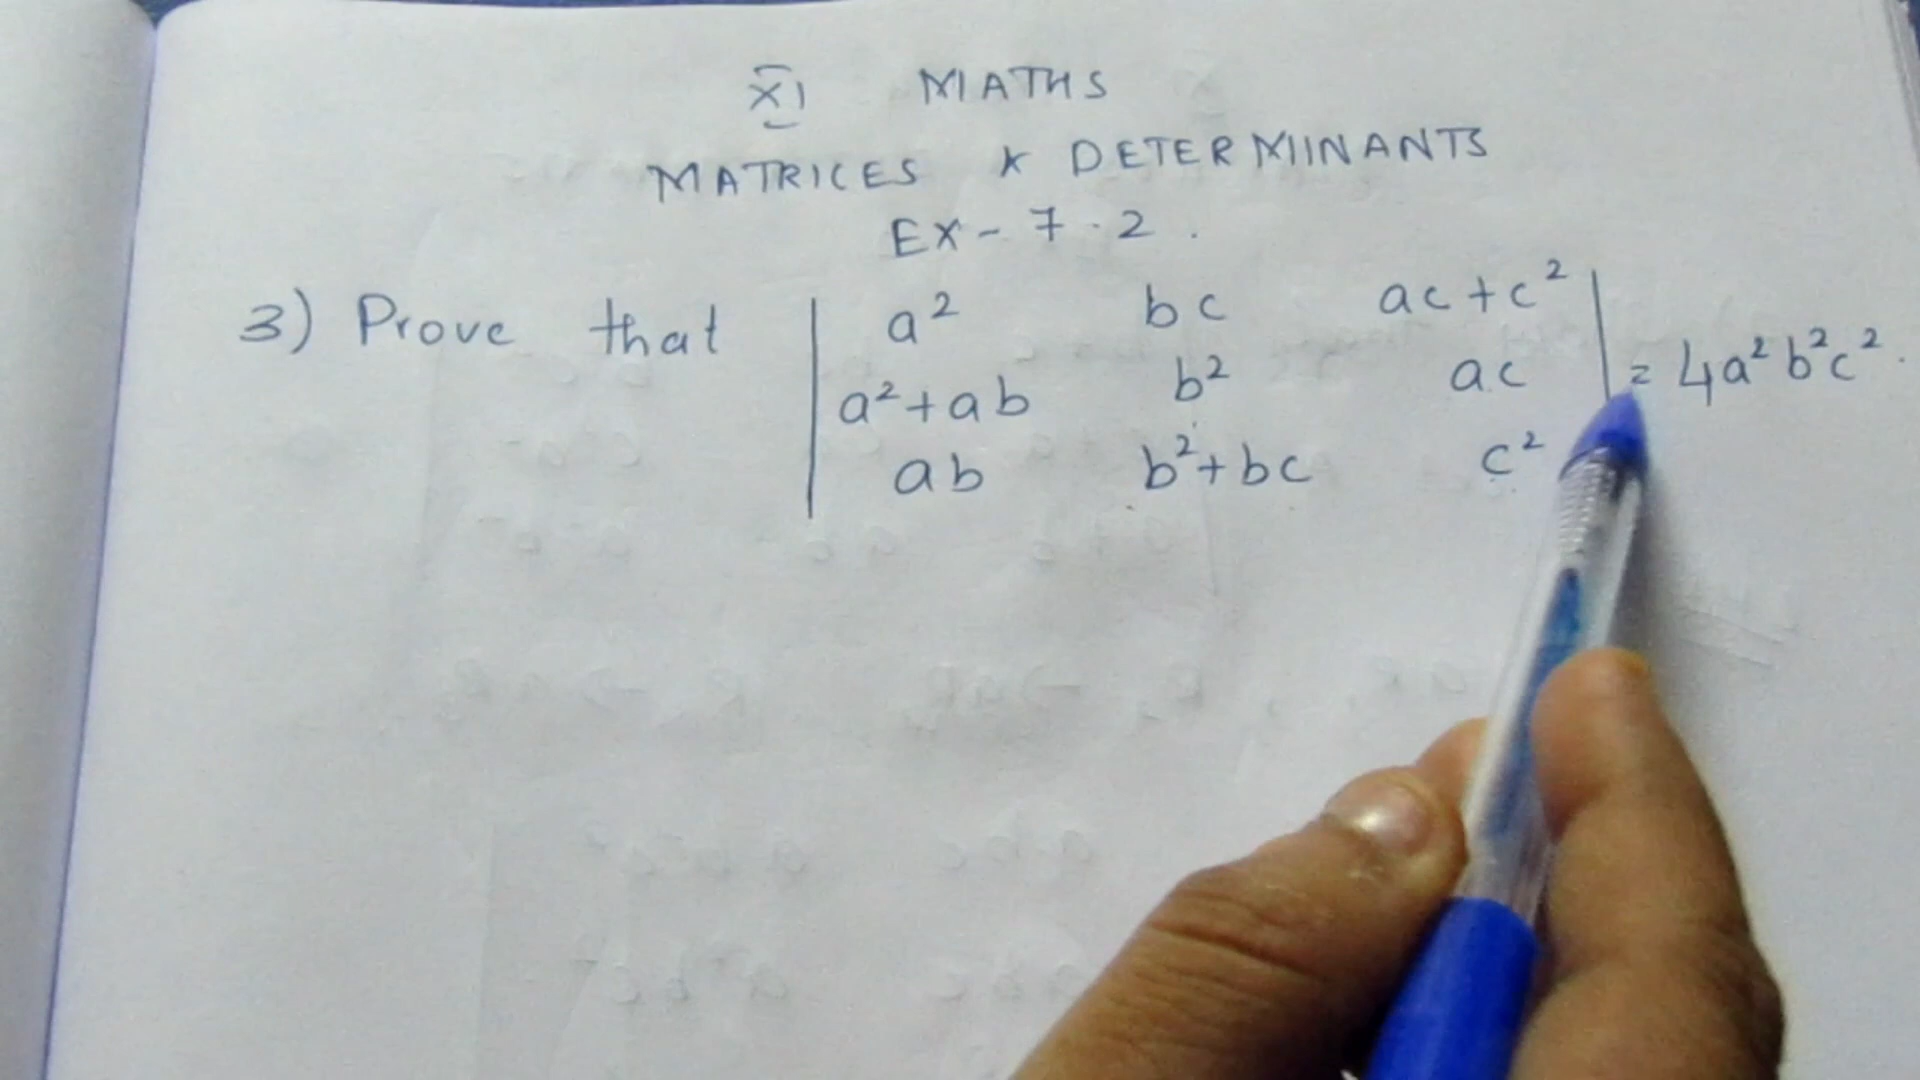 XI MATHS
MATRICES & DETERMINANTS
EX - 7.2.
3) Prove that | a² bc ac+c² |
| a²+ab b² ac | = 4a²b²c².
| ab b²+bc c²